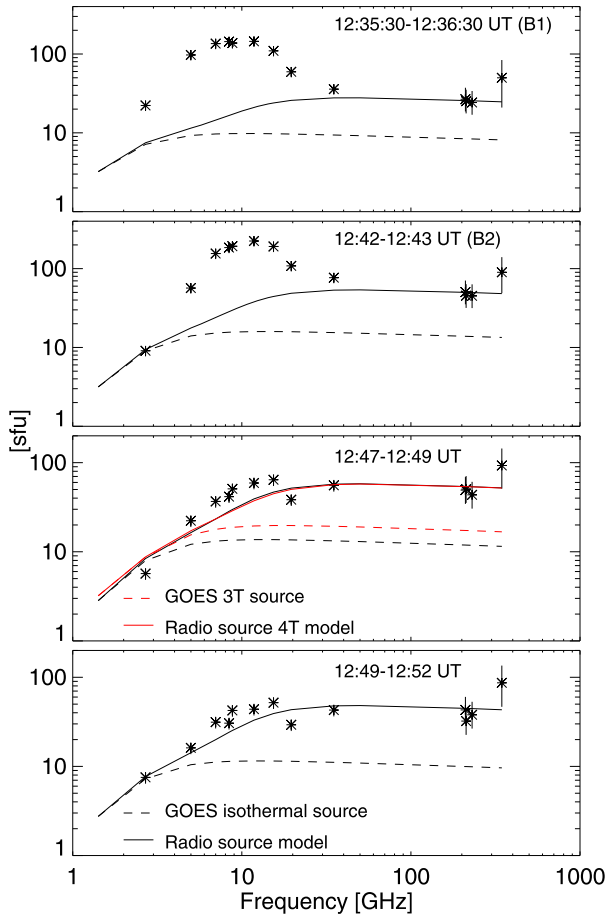 12:35:30-12:36:30 UT (B1)
100
10
1
12:42-12:43 UT (B2)
100
10
1
[sfu]
12:47-12:49 UT
100
10
1
GOES 3T source
Radio source 4T model
12:49-12:52 UT
100
10
1
GOES isothermal source
Radio source model
1 10 100 1000
Frequency [GHz]